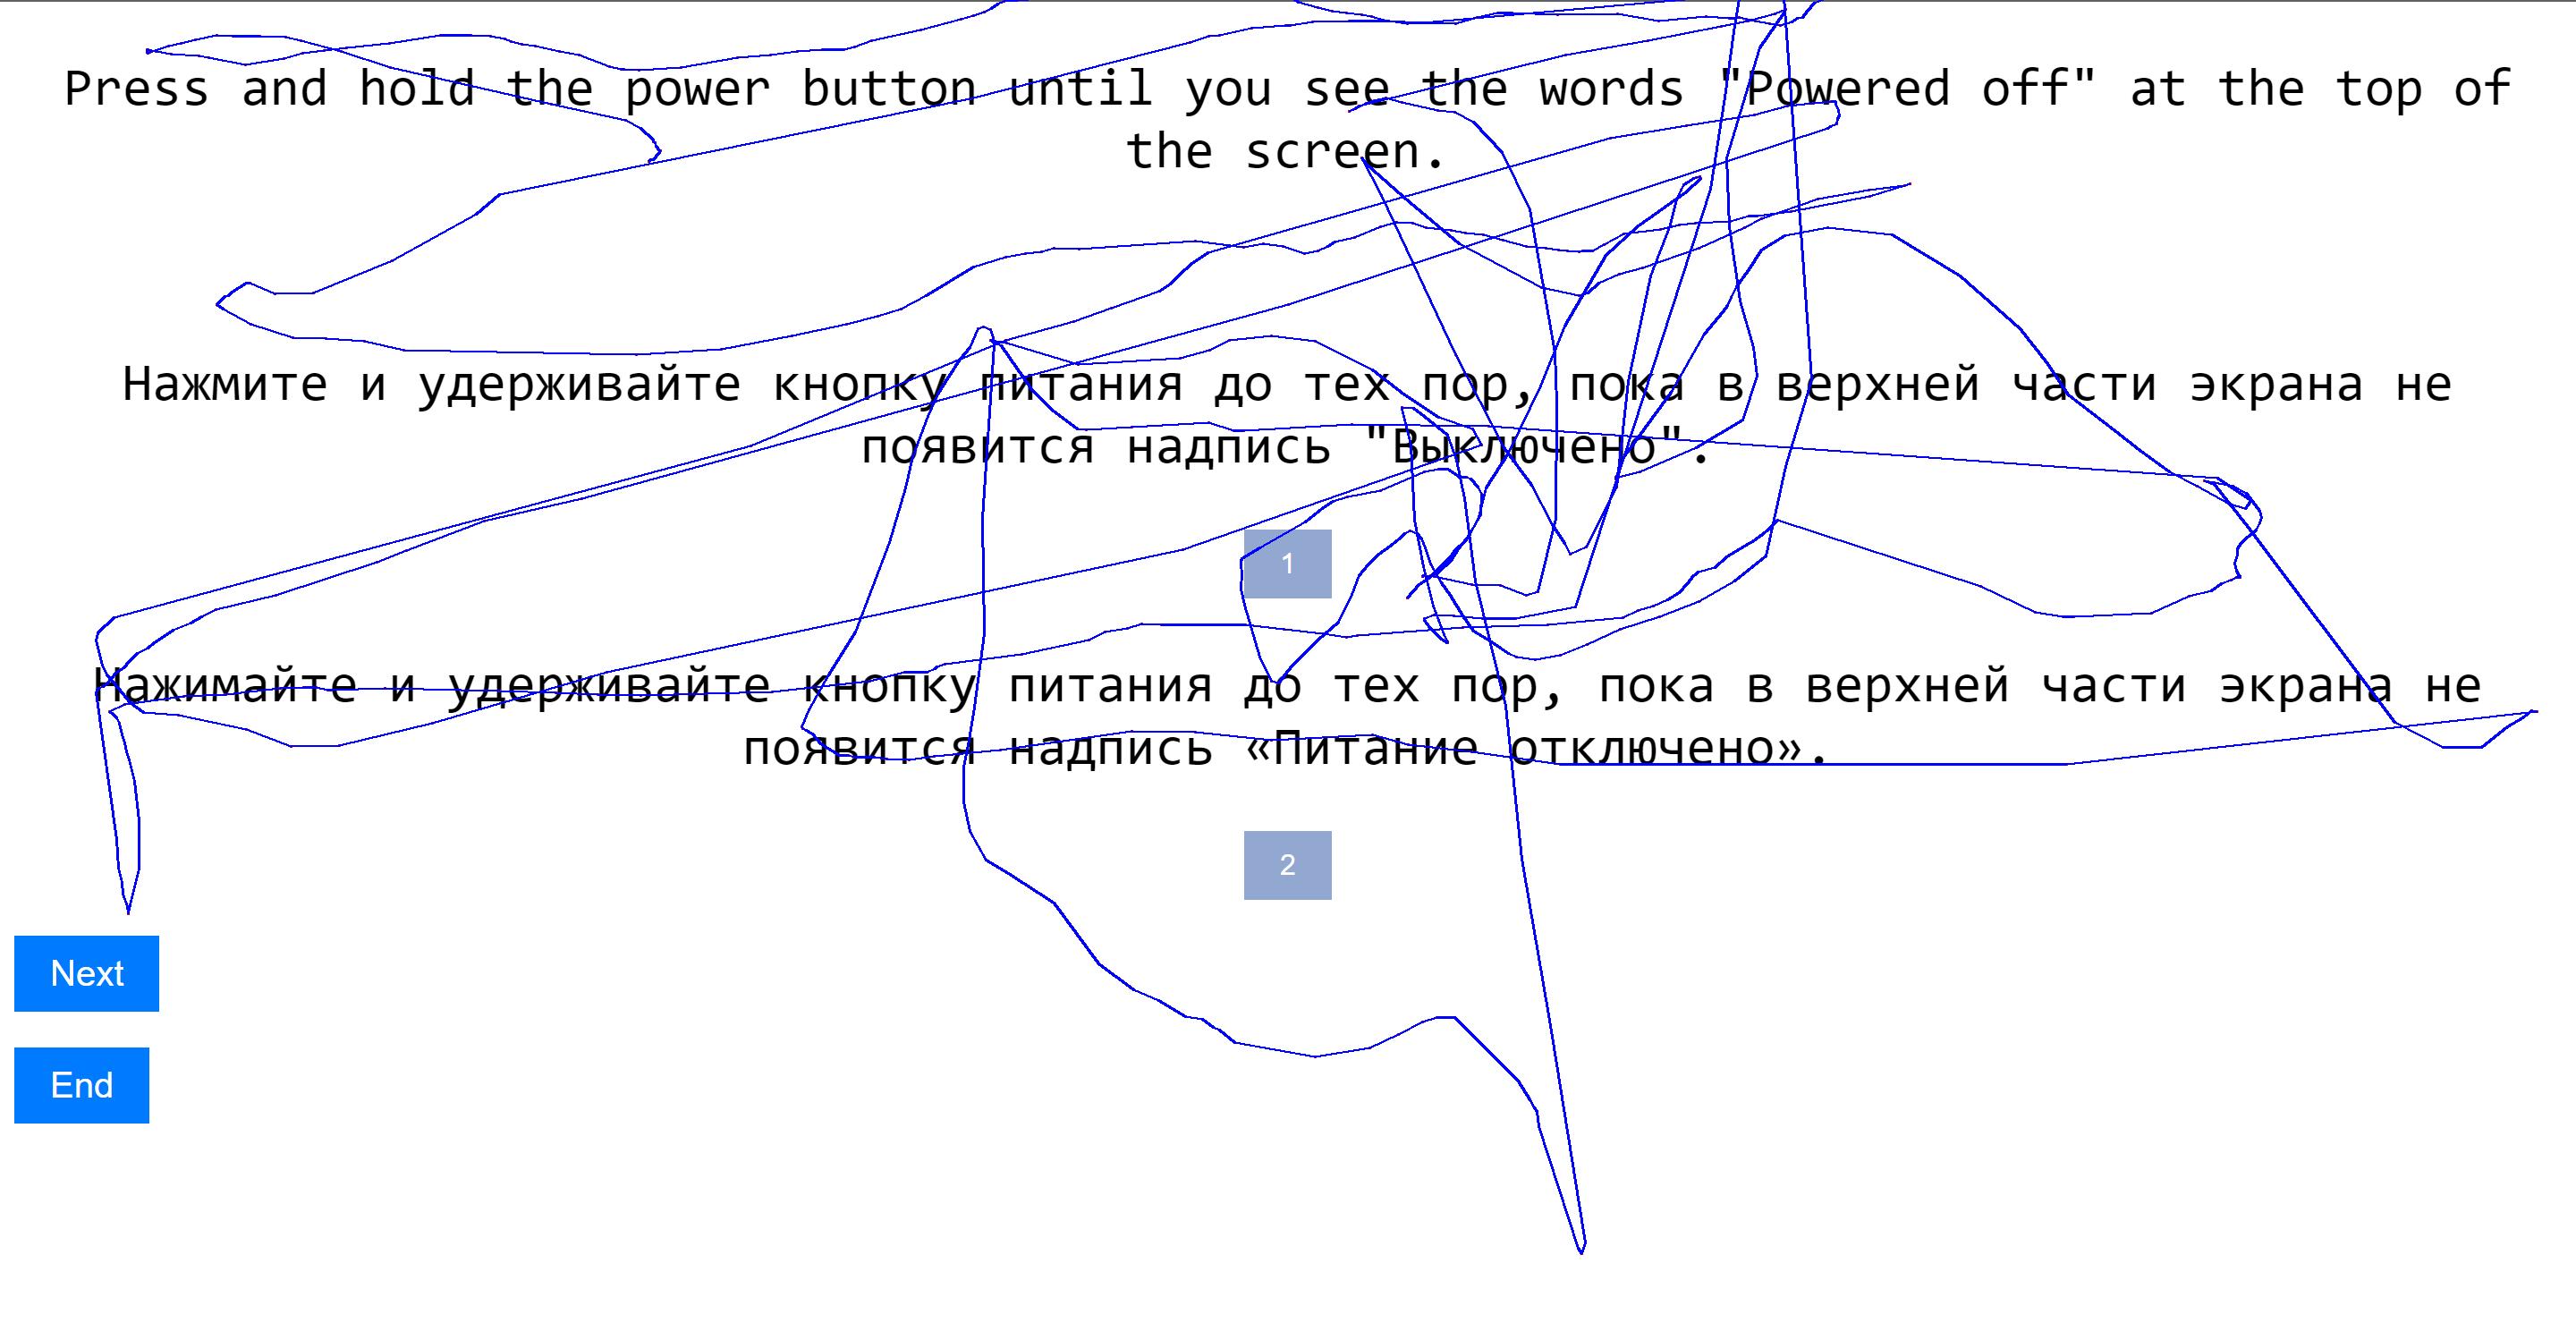 Press and hold the power button until you see the words "Powered off" at the top of
the screen.
Нажмите и удерживайте кнопку питания до тех пор, пока в верхней части экрана не
появится надпись "Выключено".
1
Нажимайте и удерживайте кнопку питания до тех пор, пока в верхней части экрана не
появится надпись «Питание отключено».
2
Next
End